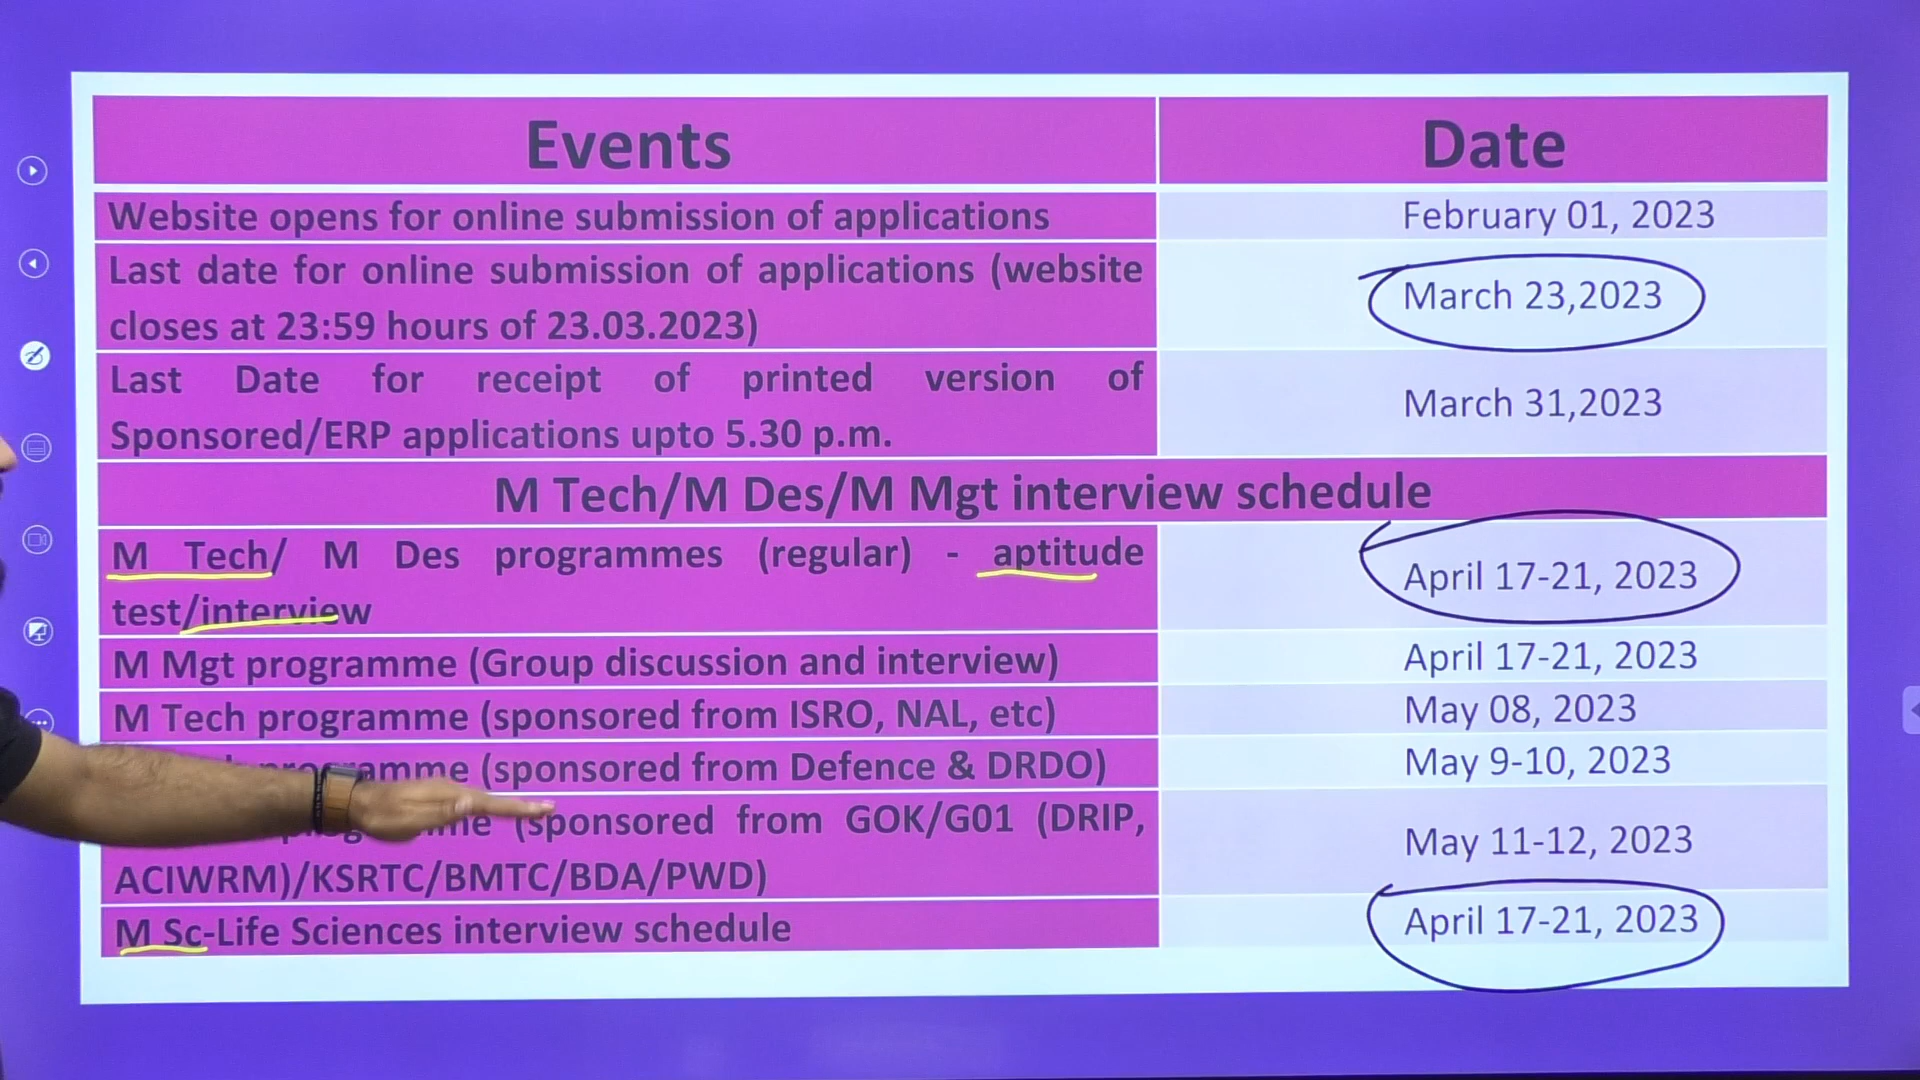 Events Date
Website opens for online submission of applications February 01, 2023
Last date for online submission of applications (website
closes at 23:59 hours of 23.03.2023) March 23,2023
Last Date for receipt of printed version of
Sponsored/ERP applications upto 5.30 p.m. March 31,2023
M Tech/M Des/M Mgt interview schedule
M Tech/ M Des programmes (regular) - aptitude
test/interview April 17-21, 2023
M Mgt programme (Group discussion and interview) April 17-21, 2023
M Tech programme (sponsored from ISRO, NAL, etc) May 08, 2023
(sponsored from Defence & DRDO) May 9-10, 2023
(sponsored from GOK/G01 (DRIP,
ACIWRM)/KSRTC/BMTC/BDA/PWD) May 11-12, 2023
M Sc-Life Sciences interview schedule April 17-21, 2023